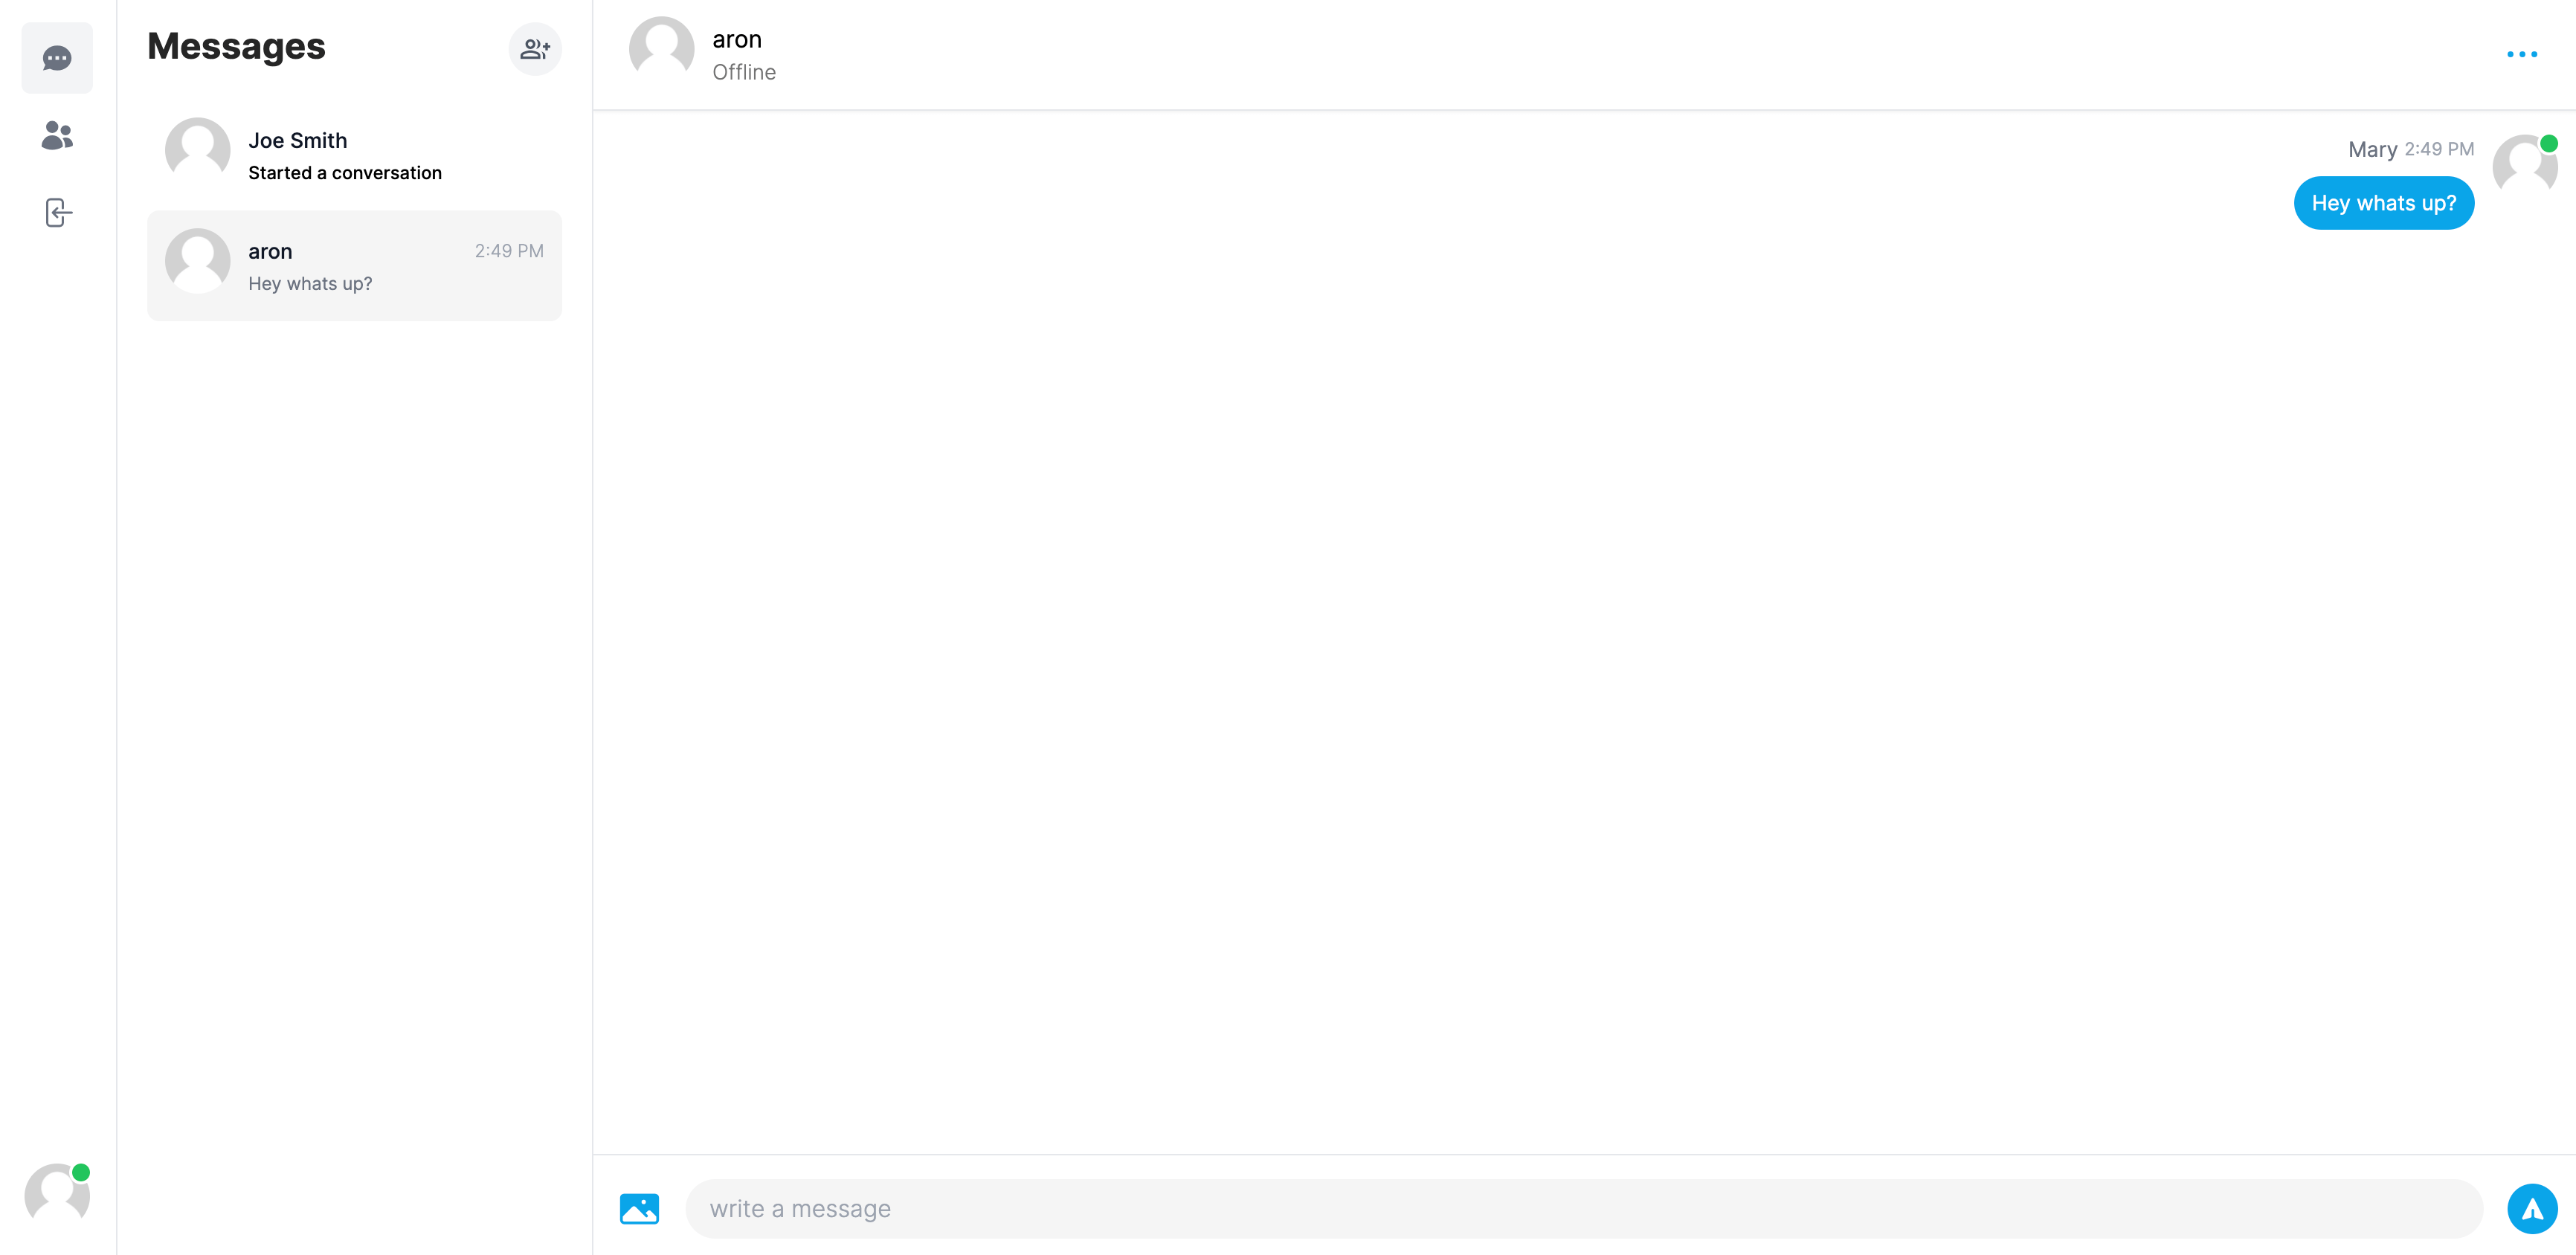 Messages
Joe Smith
Started a conversation
aron 2:49 PM
Hey whats up?
aron
Offline
Mary 2:49 PM
Hey whats up?
write a message